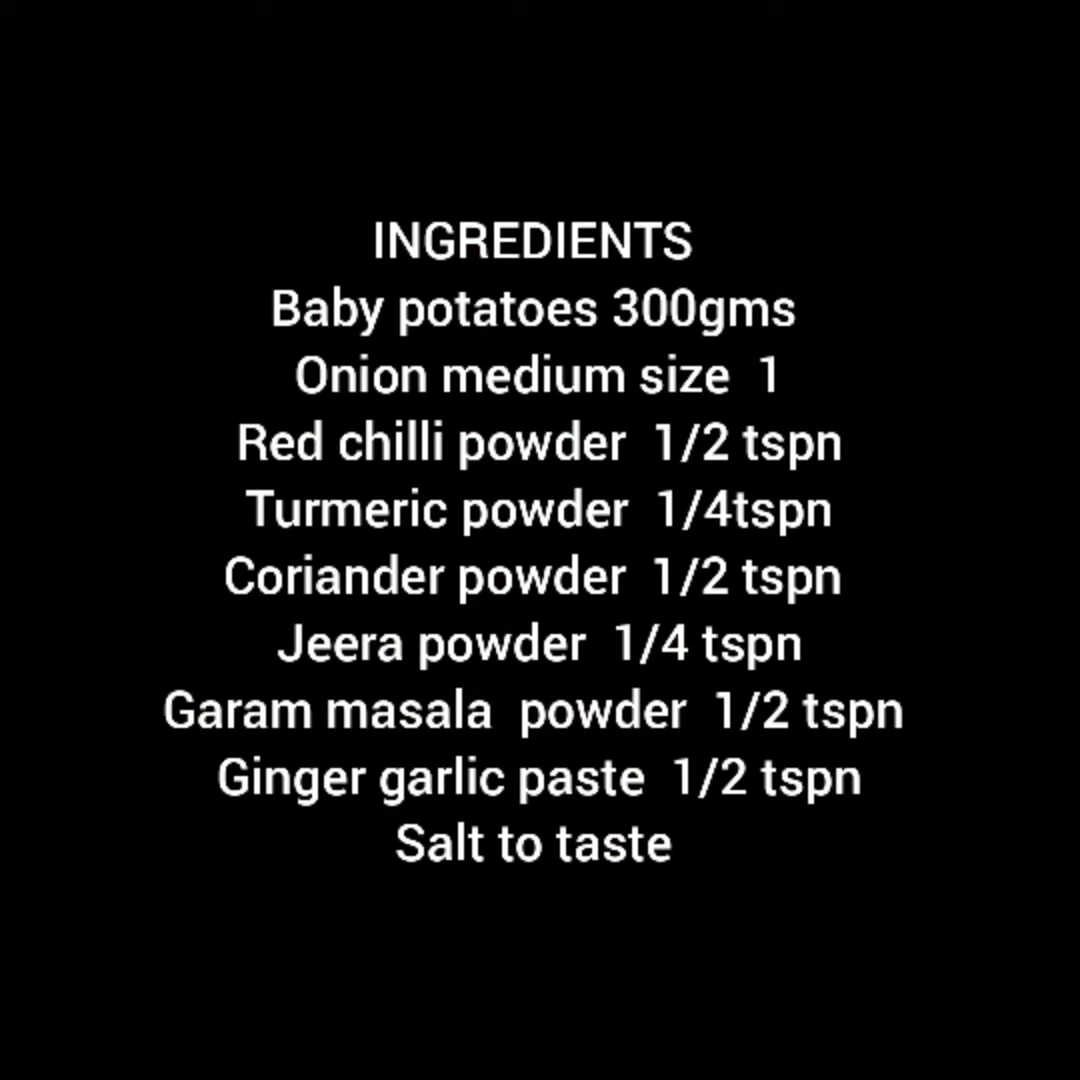 INGREDIENTS
Baby potatoes 300gms
Onion medium size 1
Red chilli powder 1/2 tspn
Turmeric powder 1/4tspn
Coriander powder 1/2 tspn
Jeera powder 1/4 tspn
Garam masala powder 1/2 tspn
Ginger garlic paste 1/2 tspn
Salt to taste